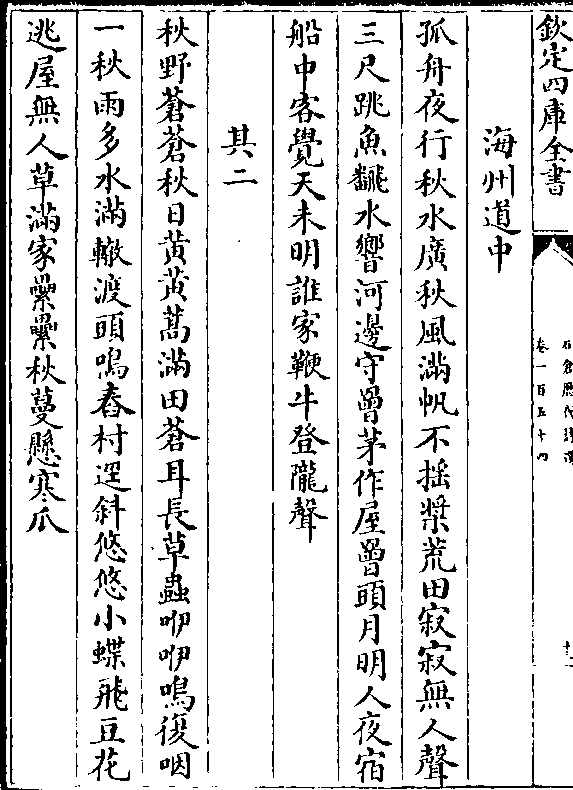 欽定四庫全書
石倉歷代詩選
卷一百五十四
十二
海州道中
孤舟夜行秋水廣秋風滿帆不揺槳荒田寂寂無人聲
三尺跳魚翻水響河邊守罾茅作屋罾頭月明人夜宿
船中客覺天未明誰家鞭牛登隴聲
其二
秋野蒼蒼秋日黄黄蒿滿田蒼耳長草蟲咿咿鳴復咽
一秋雨多水滿轍渡頭鳴舂村逕斜悠悠小蝶飛豆花
逃屋無人草滿家纍纍秋蔓懸寒瓜